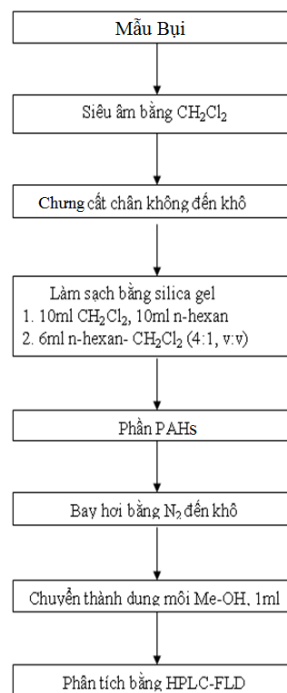 Mẫu Bụi
Siêu âm bằng CH₂Cl₂
Chưng cất chân không đến khô
Làm sạch bằng silica gel
1. 10ml CH₂Cl₂, 10ml n-hexan
2. 6ml n-hexan- CH₂Cl₂ (4:1, v:v)
Phần PAHs
Bay hơi bằng N₂ đến khô
Chuyển thành dung môi Me-OH, 1ml
Phân tích bằng HPLC-FLD